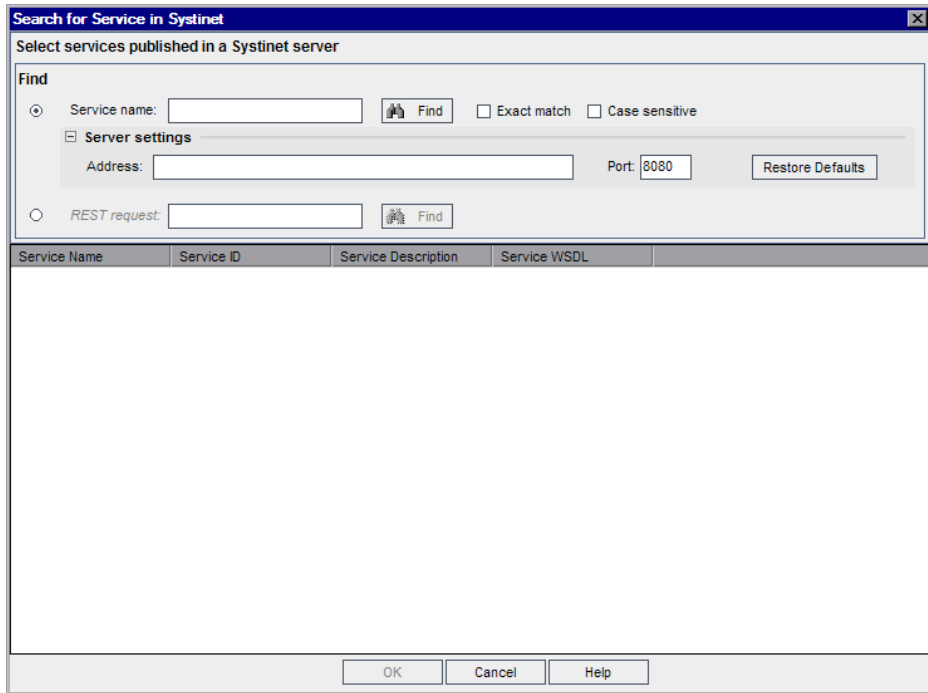 Search for Service in Systinet
Select services published in a Systinet server
Find
Service name: Find Exact match Case sensitive
Server settings
Address: Port: 8080 Restore Defaults
REST request: Find
Service Name Service ID Service Description Service WSDL
OK Cancel Help